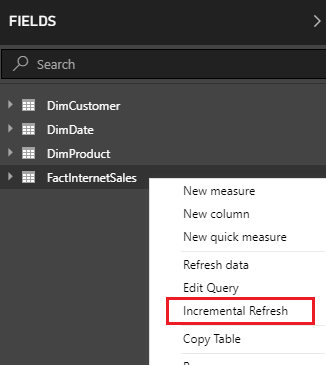 FIELDS
Search
DimCustomer
DimDate
DimProduct
FactInternetSales
New measure
New column
New quick measure
Refresh data
Edit Query
Incremental Refresh
Copy Table